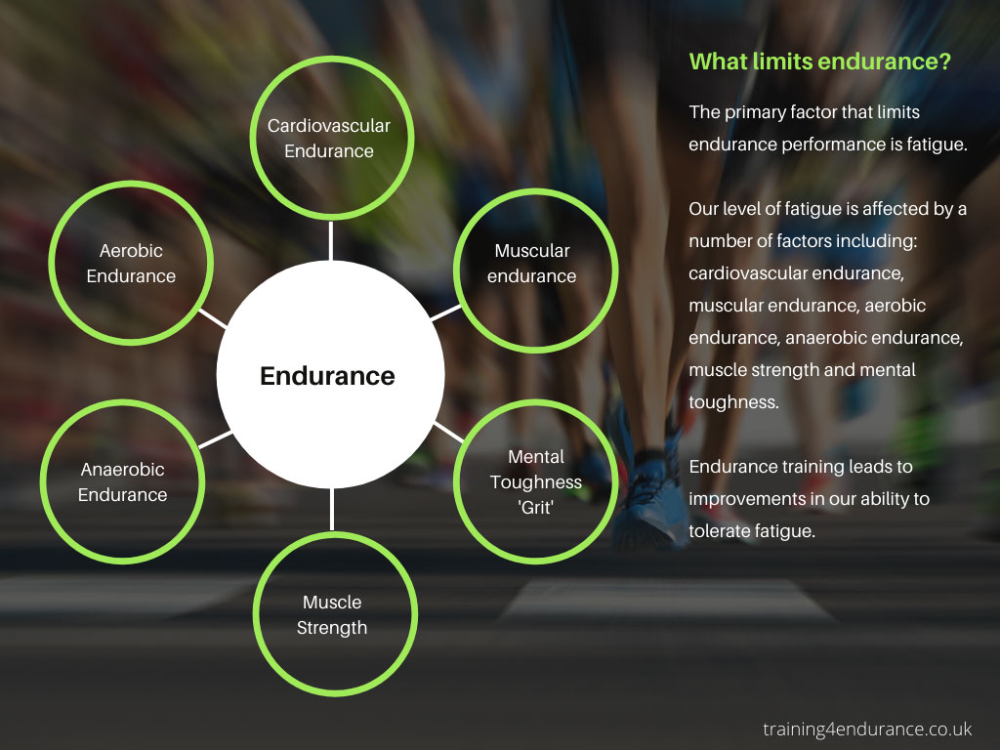 What limits endurance?
The primary factor that limits
endurance performance is fatigue.
Our level of fatigue is affected by a
number of factors including:
cardiovascular endurance,
muscular endurance, aerobic
endurance, anaerobic endurance,
muscle strength and mental
toughness.
Endurance training leads to
improvements in our ability to
tolerate fatigue.
Cardiovascular
Endurance
Muscular
endurance
Mental
Toughness
'Grit'
Muscle
Strength
Anaerobic
Endurance
Aerobic
Endurance
Endurance
training4endurance.co.uk